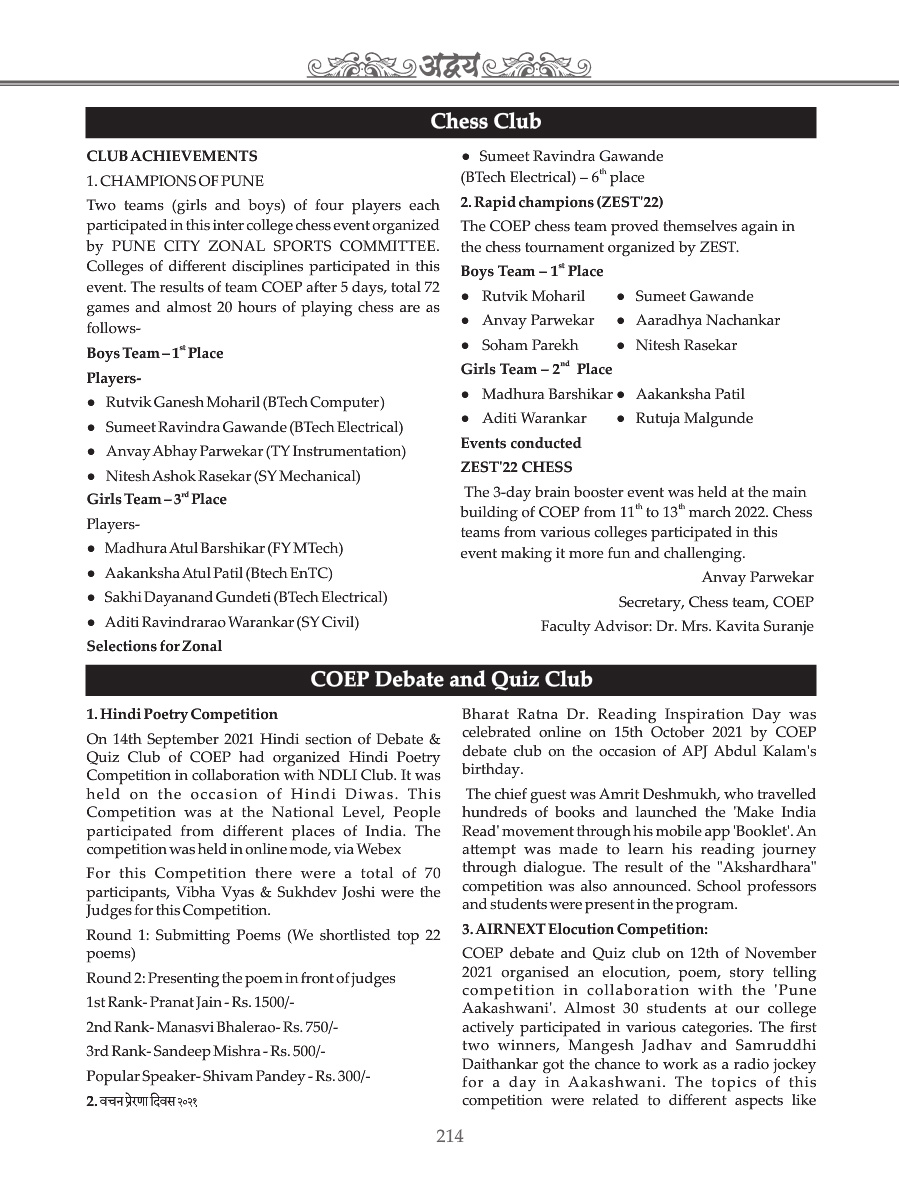 अद्वय
Chess Club
CLUB ACHIEVEMENTS
1. CHAMPIONS OF PUNE
Two teams (girls and boys) of four players each
participated in this inter college chess event organized
by PUNE CITY ZONAL SPORTS COMMITTEE.
Colleges of different disciplines participated in this
event. The results of team COEP after 5 days, total 72
games and almost 20 hours of playing chess are as
follows-
Boys Team – 1st Place
Players-
● Rutvik Ganesh Moharil (BTech Computer)
● Sumeet Ravindra Gawande (BTech Electrical)
● Anvay Abhay Parwekar (TY Instrumentation)
● Nitesh Ashok Rasekar (SY Mechanical)
Girls Team – 3rd Place
Players-
● Madhura Atul Barshikar (FY MTech)
● Aakanksha Atul Patil (Btech EnTC)
● Sakhi Dayanand Gundeti (BTech Electrical)
● Aditi Ravindrarao Warankar (SY Civil)
Selections for Zonal
● Sumeet Ravindra Gawande
(BTech Electrical) – 6th place
2. Rapid champions (ZEST'22)
The COEP chess team proved themselves again in
the chess tournament organized by ZEST.
Boys Team – 1st Place
● Rutvik Moharil ● Sumeet Gawande
● Anvay Parwekar ● Aaradhya Nachankar
● Soham Parekh ● Nitesh Rasekar
Girls Team – 2nd Place
● Madhura Barshikar ● Aakanksha Patil
● Aditi Warankar ● Rutuja Malgunde
Events conducted
ZEST'22 CHESS
The 3-day brain booster event was held at the main
building of COEP from 11th to 13th march 2022. Chess
teams from various colleges participated in this
event making it more fun and challenging.
Anvay Parwekar
Secretary, Chess team, COEP
Faculty Advisor: Dr. Mrs. Kavita Suranje
COEP Debate and Quiz Club
1. Hindi Poetry Competition
On 14th September 2021 Hindi section of Debate &
Quiz Club of COEP had organized Hindi Poetry
Competition in collaboration with NDLI Club. It was
held on the occasion of Hindi Diwas. This
Competition was at the National Level, People
participated from different places of India. The
competition was held in online mode, via Webex
For this Competition there were a total of 70
participants, Vibha Vyas & Sukhdev Joshi were the
Judges for this Competition.
Round 1: Submitting Poems (We shortlisted top 22
poems)
Round 2: Presenting the poem in front of judges
1st Rank- Pranat Jain - Rs. 1500/-
2nd Rank- Manasvi Bhalerao- Rs. 750/-
3rd Rank- Sandeep Mishra - Rs. 500/-
Popular Speaker- Shivam Pandey - Rs. 300/-
2. वचन प्रेरणा दिवस २०२१
Bharat Ratna Dr. Reading Inspiration Day was
celebrated online on 15th October 2021 by COEP
debate club on the occasion of APJ Abdul Kalam's
birthday.
The chief guest was Amrit Deshmukh, who travelled
hundreds of books and launched the 'Make India
Read' movement through his mobile app 'Booklet'. An
attempt was made to learn his reading journey
through dialogue. The result of the "Akshardhara"
competition was also announced. School professors
and students were present in the program.
3. AIRNEXT Elocution Competition:
COEP debate and Quiz club on 12th of November
2021 organised an elocution, poem, story telling
competition in collaboration with the 'Pune
Aakashwani'. Almost 30 students at our college
actively participated in various categories. The first
two winners, Mangesh Jadhav and Samruddhi
Daithankar got the chance to work as a radio jockey
for a day in Aakashwani. The topics of this
competition were related to different aspects like
214